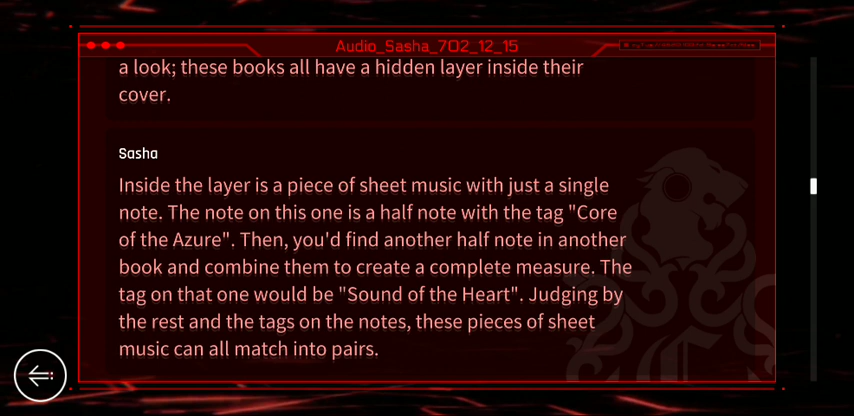 Audio_Sasha_702_12_15
a look; these books all have a hidden layer inside their
cover.
Sasha
Inside the layer is a piece of sheet music with just a single
note. The note on this one is a half note with the tag "Core
of the Azure". Then, you'd find another half note in another
book and combine them to create a complete measure. The
tag on that one would be "Sound of the Heart". Judging by
the rest and the tags on the notes, these pieces of sheet
music can all match into pairs.